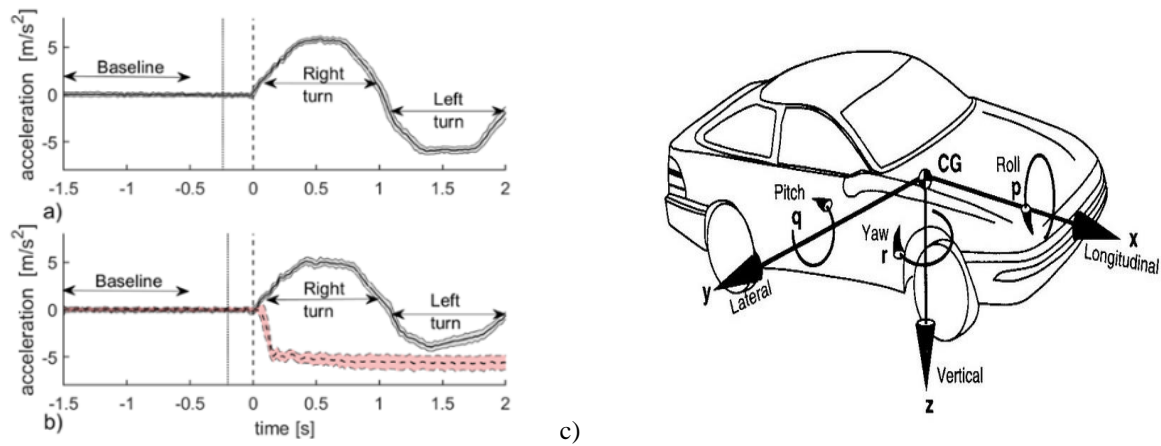 acceleration [m/s²]
5
0
-5
Baseline
Right
turn
Left
turn
-1.5 -1 -0.5 0 0.5 1 1.5 2
a)
acceleration [m/s²]
5
0
-5
Baseline
Right
turn
Left
turn
-1.5 -1 -0.5 0 0.5 1 1.5 2
b)
time [s]
c)
CG
Roll
p
Pitch
q
Yaw
r
x
Longitudinal
y
Lateral
Vertical
z